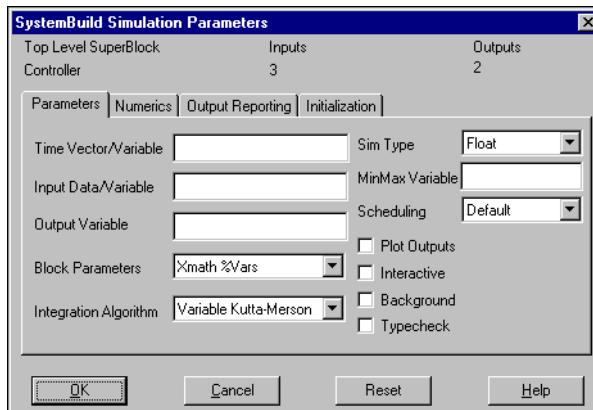 SystemBuild Simulation Parameters
Top Level SuperBlock Inputs Outputs
Controller 3 2
Parameters Numerics Output Reporting Initialization
Time Vector/Variable Sim Type Float
Input Data/Variable MinMax Variable
Output Variable Scheduling Default
Plot Outputs
Block Parameters Xmath %Vars Interactive
Background
Integration Algorithm Variable Kutta-Merson
Typecheck
OK Cancel Reset Help